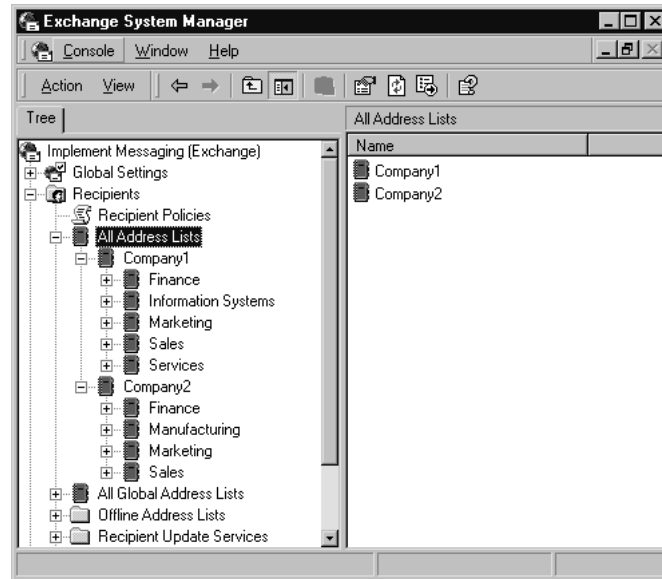 Exchange System Manager
Console Window Help
Action View
Tree
All Address Lists
Implement Messaging (Exchange)
Global Settings
Recipients
Recipient Policies
All Address Lists
Company1
Finance
Information Systems
Marketing
Sales
Services
Company2
Finance
Manufacturing
Marketing
Sales
All Global Address Lists
Offline Address Lists
Recipient Update Services
Name
Company1
Company2